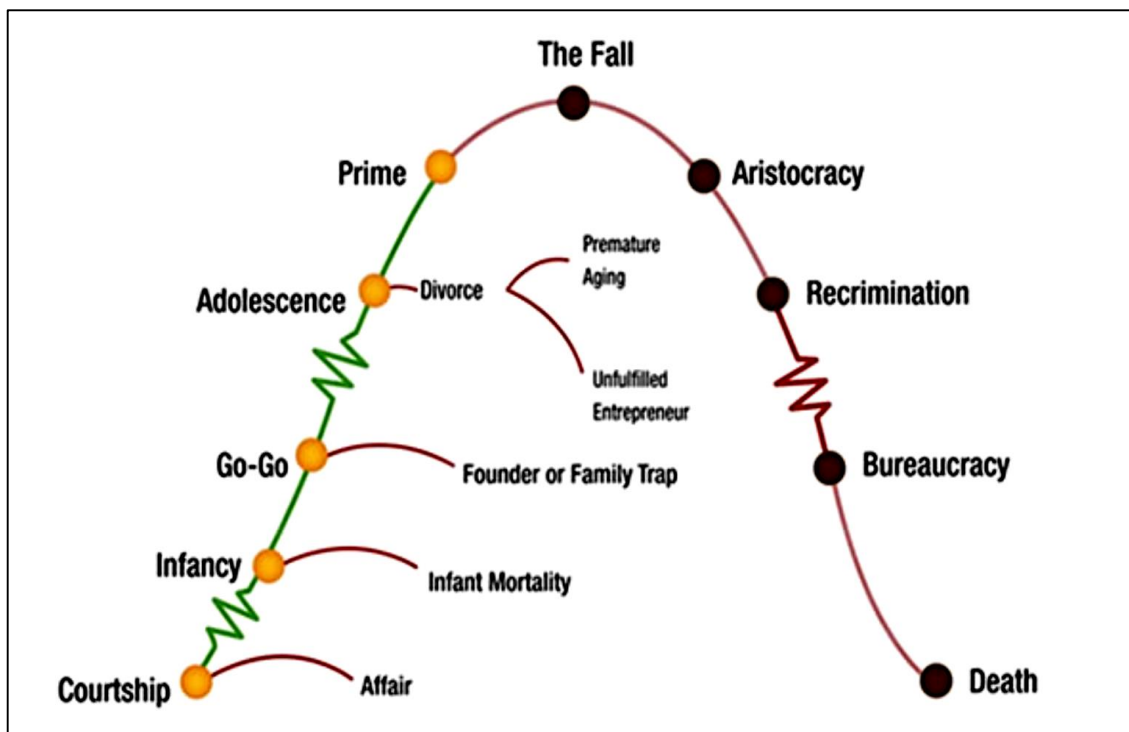 The Fall
Prime
Aristocracy
Premature
Aging
Adolescence
Divorce
Recrimination
Unfulfilled
Entrepreneur
Go-Go
Founder or Family Trap
Bureaucracy
Infancy
Infant Mortality
Courtship
Affair
Death